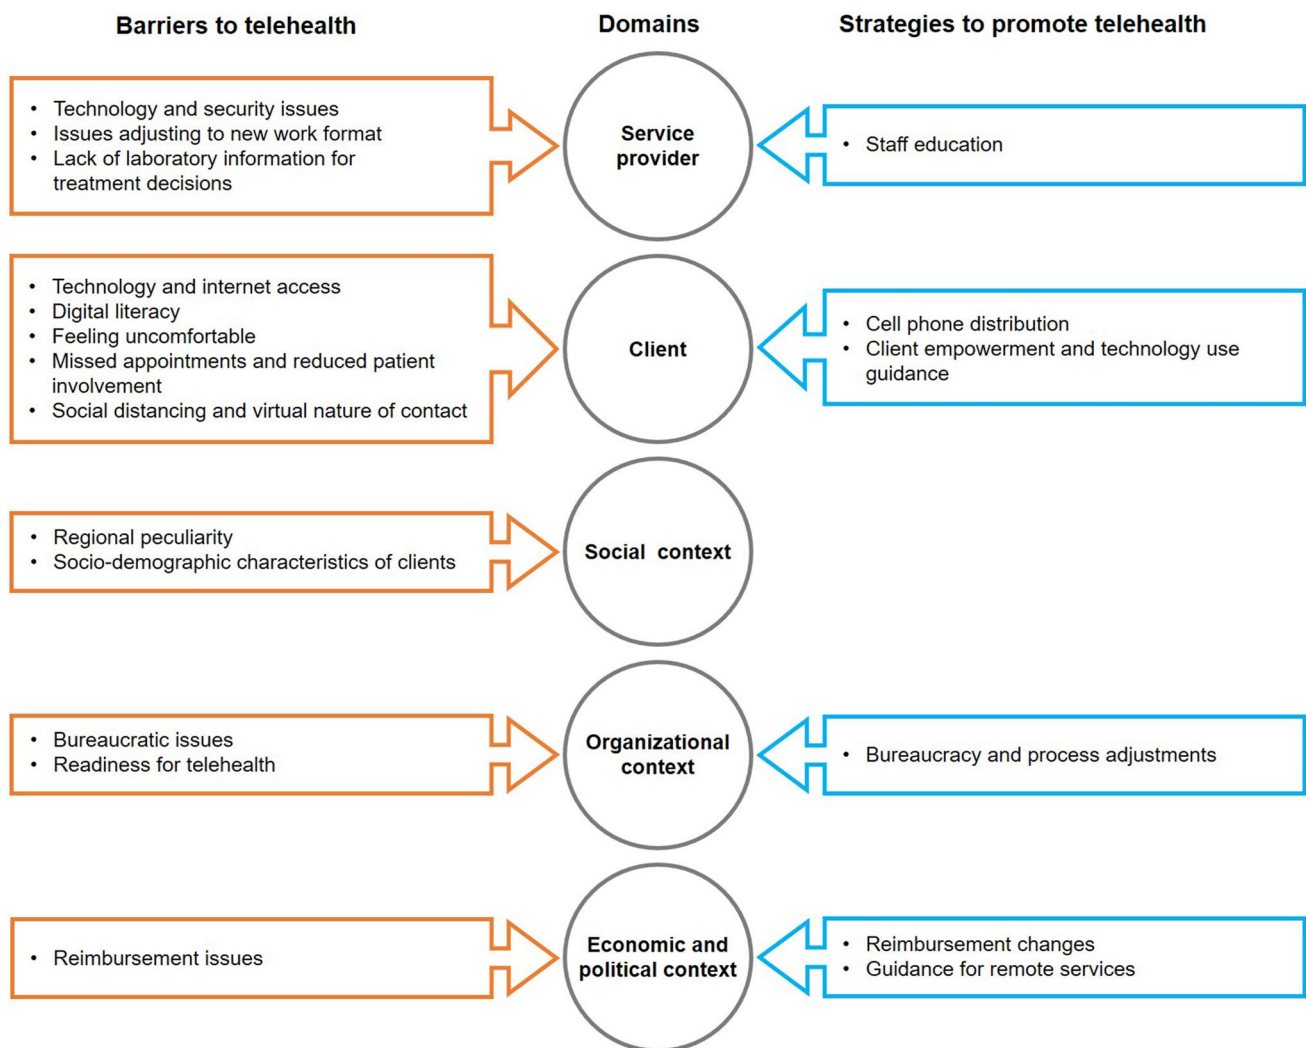 Barriers to telehealth
Domains
Strategies to promote telehealth
• Technology and security issues
• Issues adjusting to new work format
• Lack of laboratory information for
treatment decisions
Service
provider
• Staff education
• Technology and internet access
• Digital literacy
• Feeling uncomfortable
• Missed appointments and reduced patient
involvement
• Social distancing and virtual nature of contact
Client
• Cell phone distribution
• Client empowerment and technology use
guidance
• Regional peculiarity
• Socio-demographic characteristics of clients
Social context
• Bureaucratic issues
• Readiness for telehealth
Organizational
context
• Bureaucracy and process adjustments
• Reimbursement issues
Economic and
political context
• Reimbursement changes
• Guidance for remote services